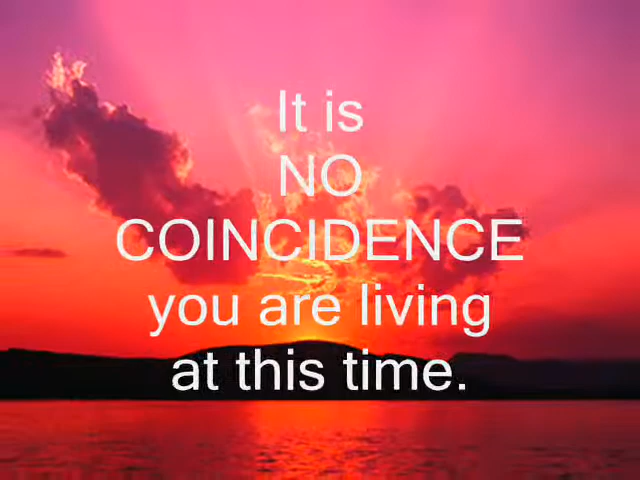 It is
NO
COINCIDENCE
you are living
at this time.